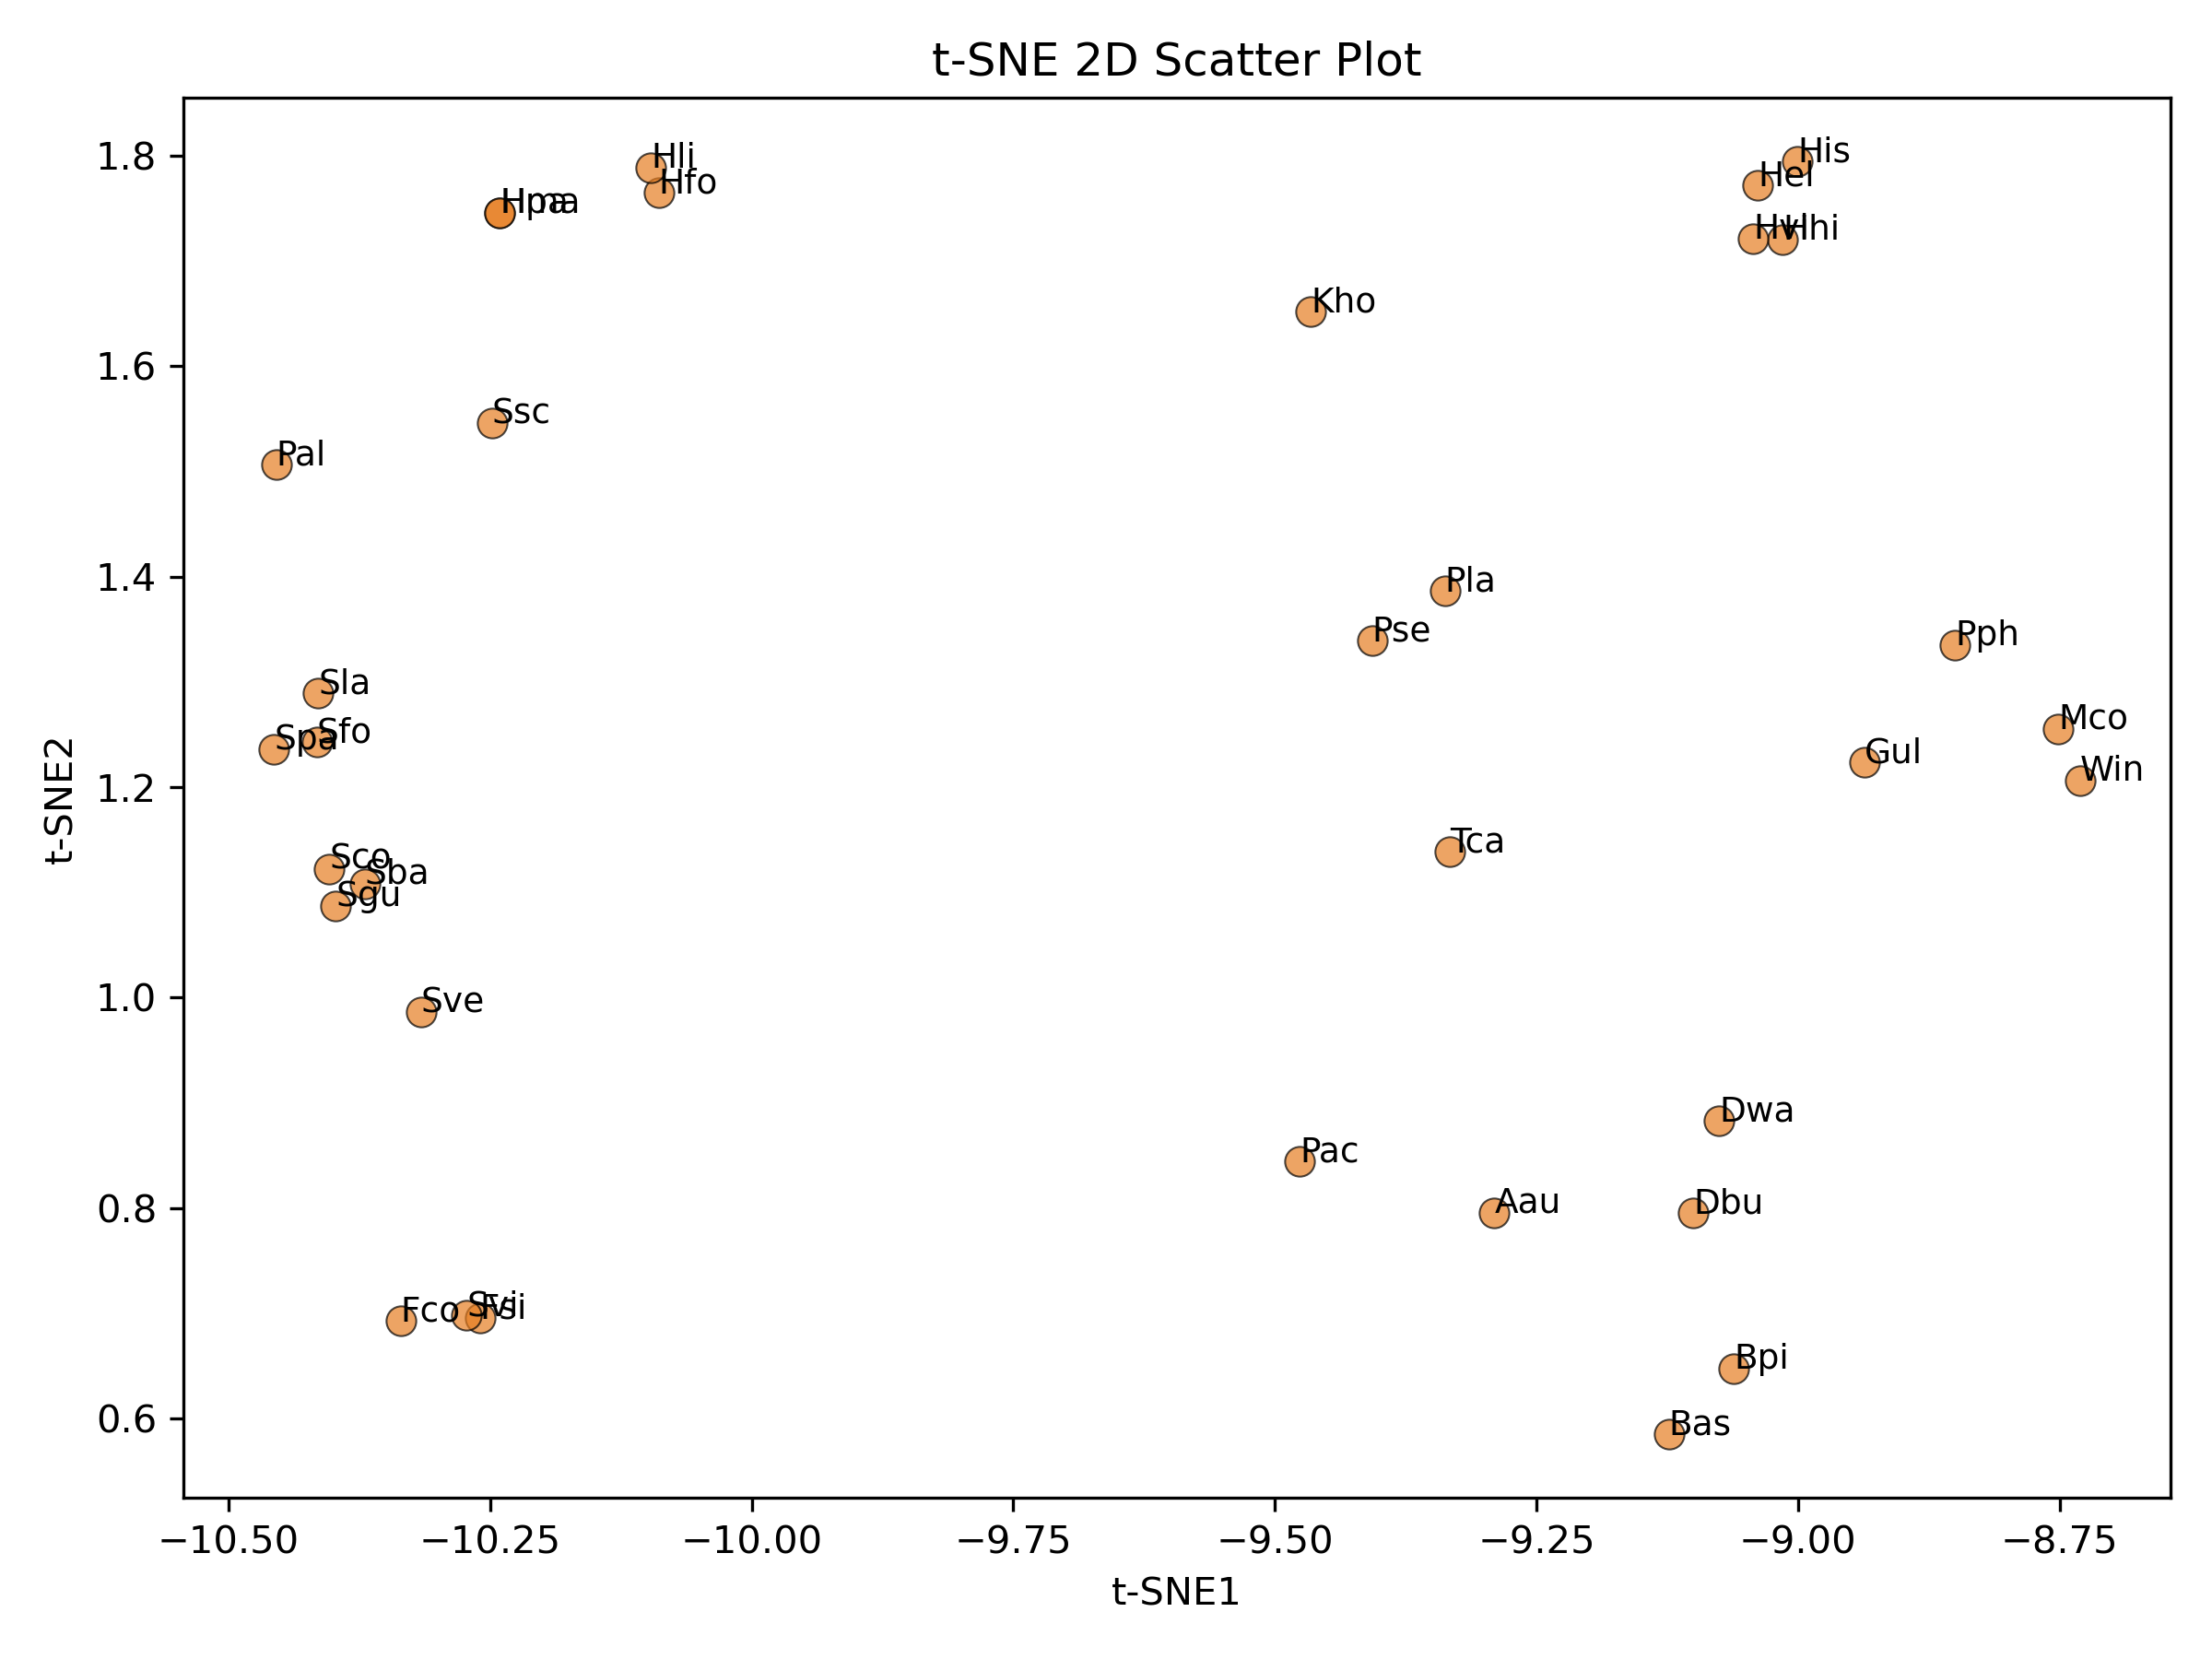 t-SNE 2D Scatter Plot
1.8
1.6
1.4
1.2
1.0
0.8
0.6
t-SNE2
Hli
Hfo
Hpa
His
Hel
Hhi
Kho
Ssc
Pal
Pla
Pse
Pph
Sla
Sfo
Spa
Mco
Gul
Win
Tca
Sco
Sba
Sgu
Sve
Dwa
Pac
Aau
Dbu
Fco
Svi
Fsi
Bpi
Bas
−10.50
−10.25
−10.00
−9.75
−9.50
−9.25
−9.00
−8.75
t-SNE1